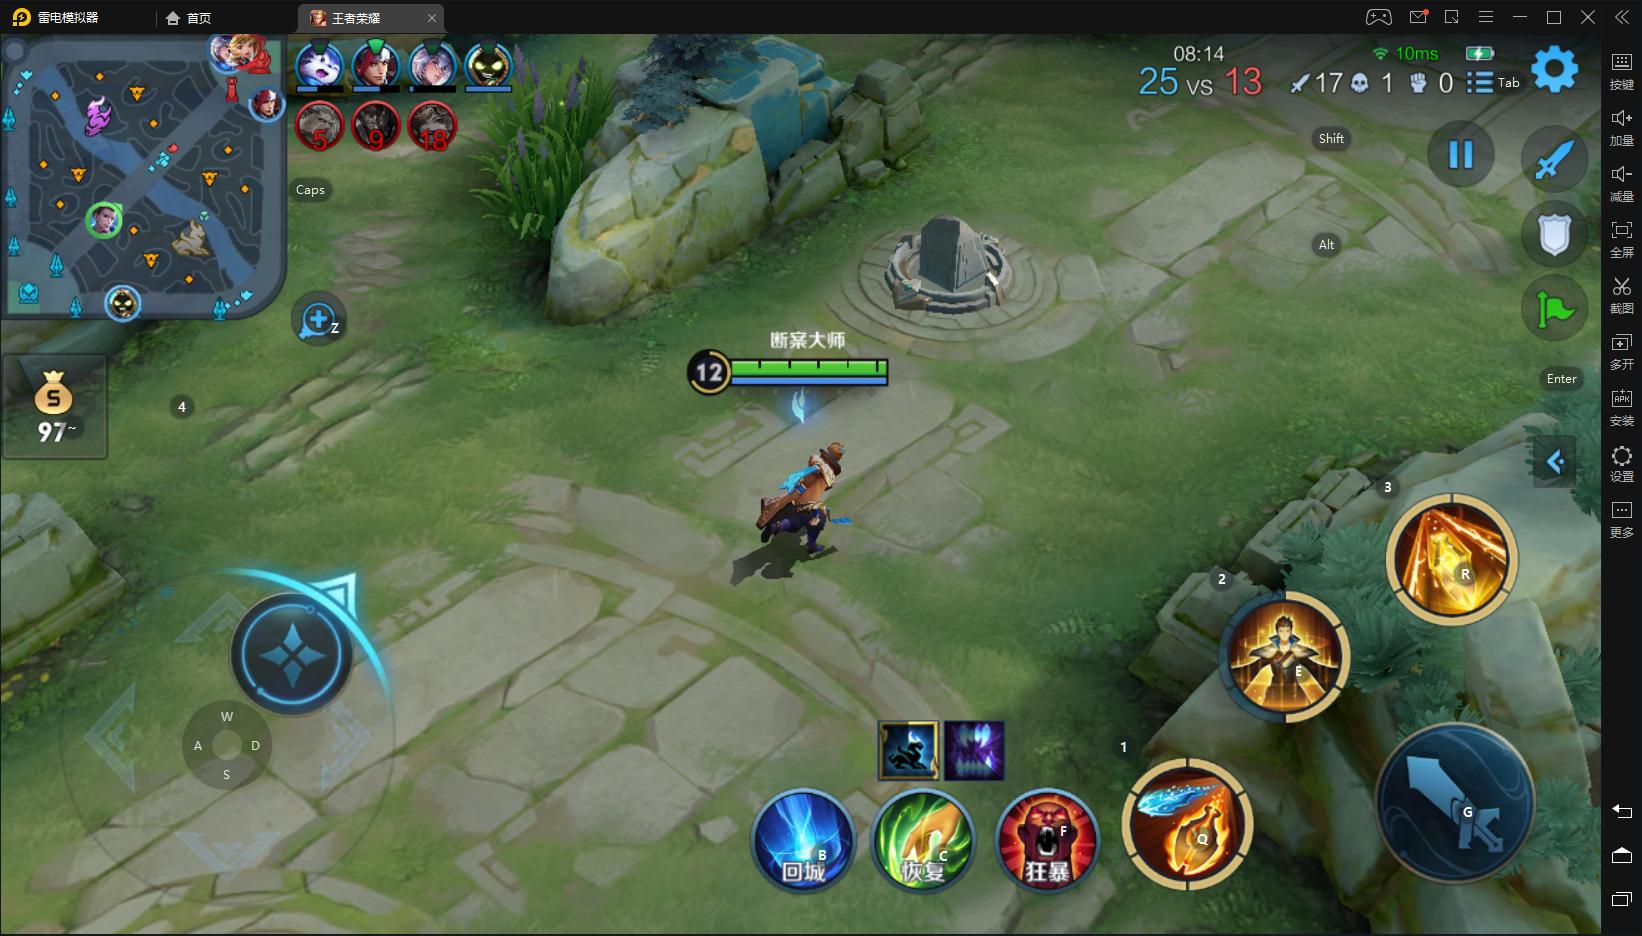 雷电模拟器
首页
王者荣耀
08:14
10ms
25 vs 13
17 1 0
Tab
5
9
18
Caps
Shift
Alt
Enter
Z
断案大师
12
S
97~
4
3
R
2
E
1
Q
G
W
A
D
S
B
回城
C
恢复
F
狂暴
按键
加量
减量
全屏
截图
多开
APK
安装
设置
更多